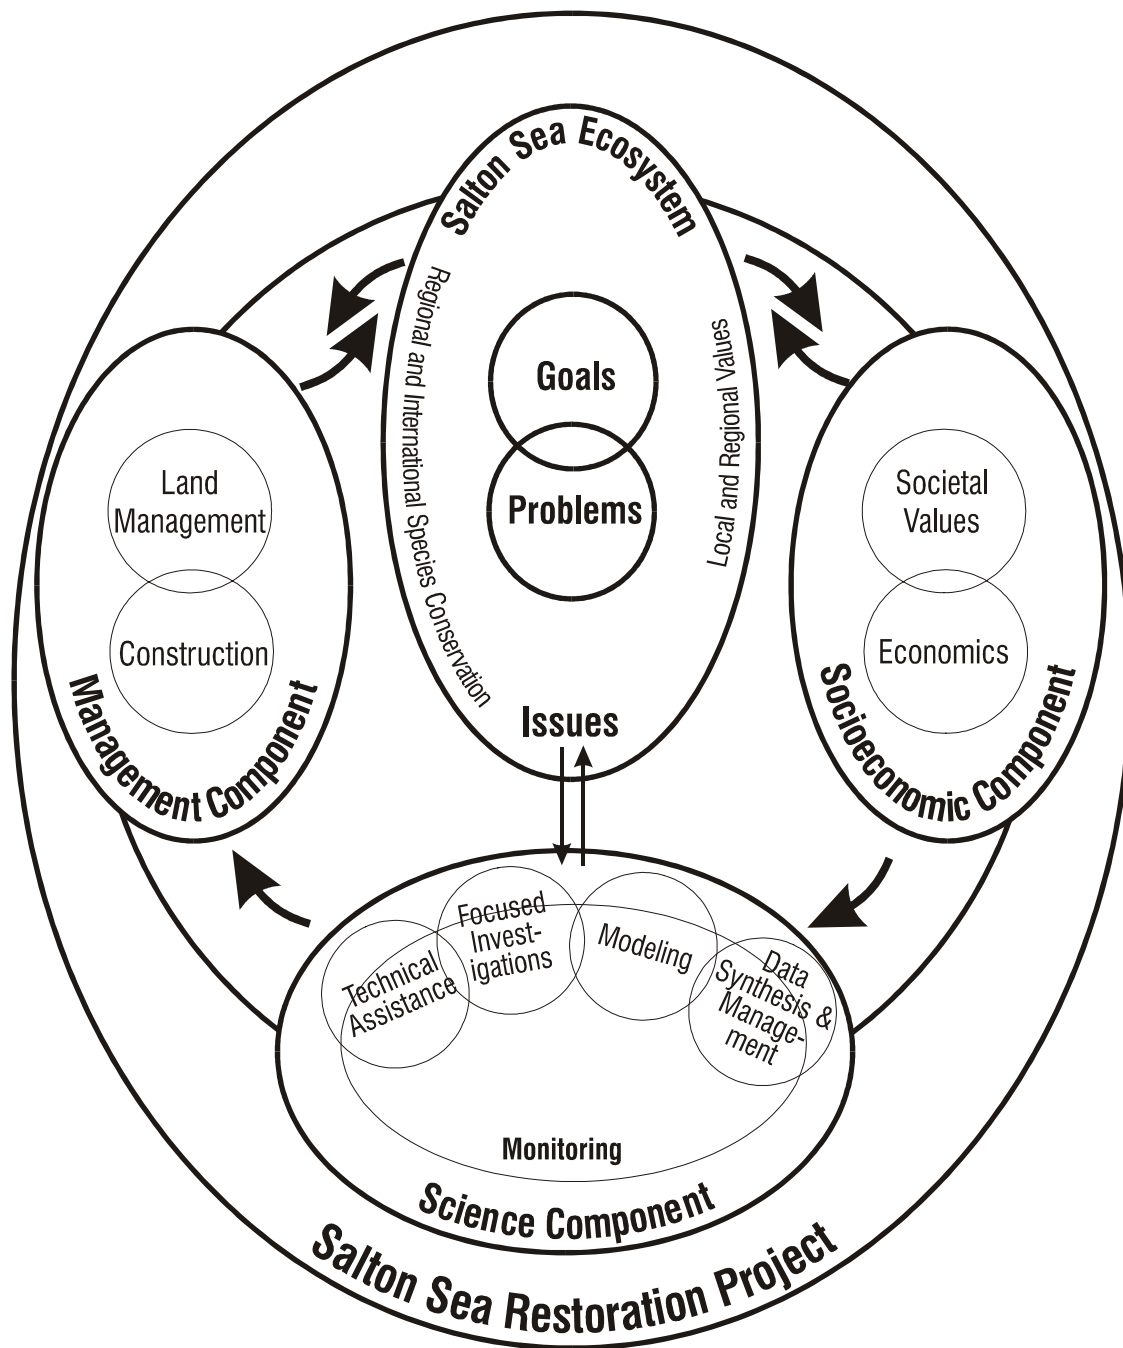 Salton Sea Ecosystem
Regional and International Species Conservation
Local and Regional Values
Goals
Problems
Issues
Land
Management
Construction
Management Component
Societal
Values
Economics
Socioeconomic Component
Technical
Assistance
Focused
Invest-
igations
Modeling
Data
Synthesis &
Manage-
ment
Monitoring
Science Component
Salton Sea Restoration Project